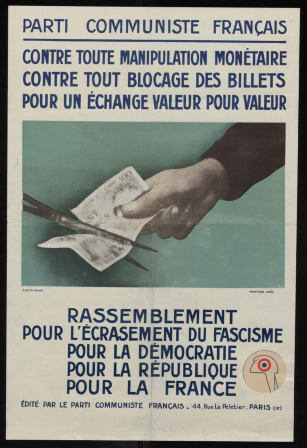 PARTI COMMUNISTE FRANÇAIS
CONTRE TOUTE MANIPULATION MONÉTAIRE
CONTRE TOUT BLOCAGE DES BILLETS
POUR UN ÉCHANGE VALEUR POUR VALEUR
RASSEMBLEMENT
POUR L'ÉCRASEMENT DU FASCISME
POUR LA DÉMOCRATIE
POUR LA RÉPUBLIQUE
POUR LA FRANCE
ÉDITÉ PAR LE PARTI COMMUNISTE FRANÇAIS - 44, Rue Le Peletier - PARIS (IX)